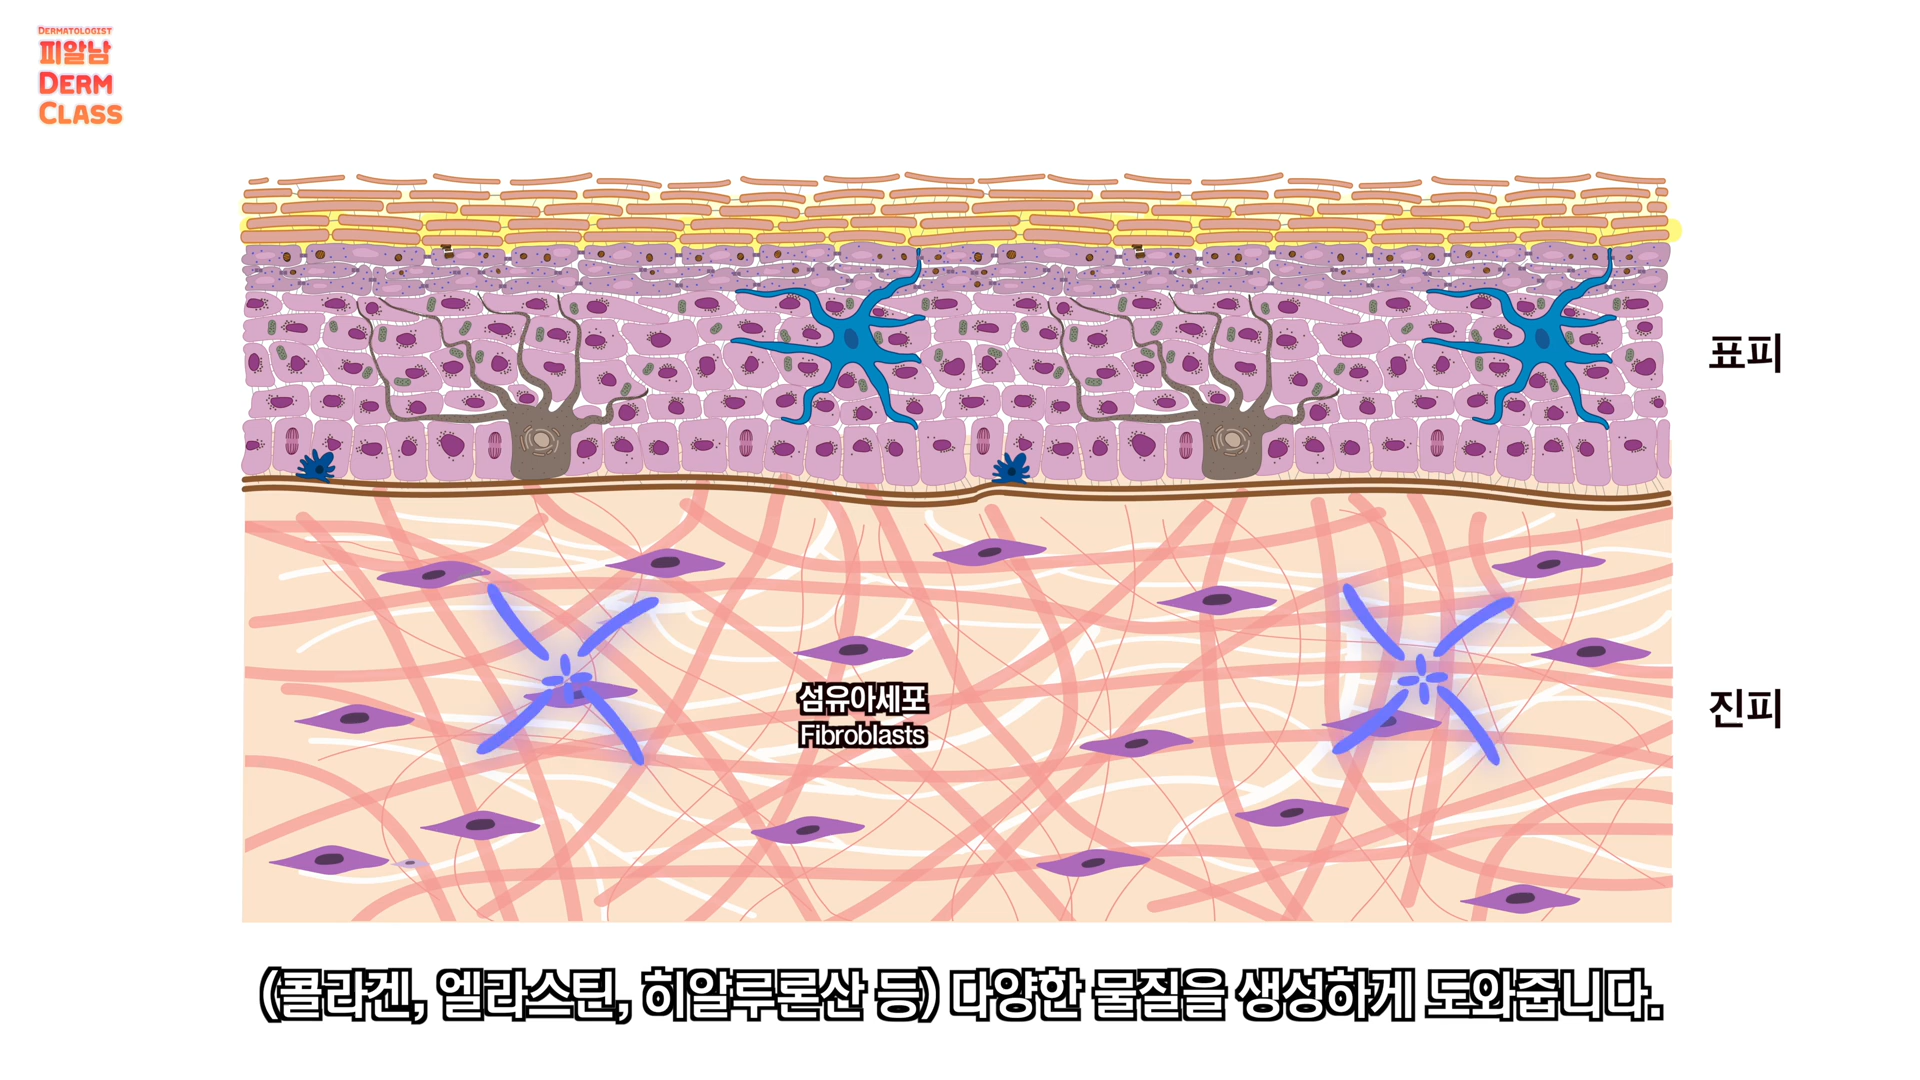 DERMATOLOGIST
피알남
DERM
CLASS
표피
섬유아세포
Fibroblasts
진피
(콜라겐, 엘라스틴, 히알루론산 등) 다양한 물질을 생성하게 도와줍니다.